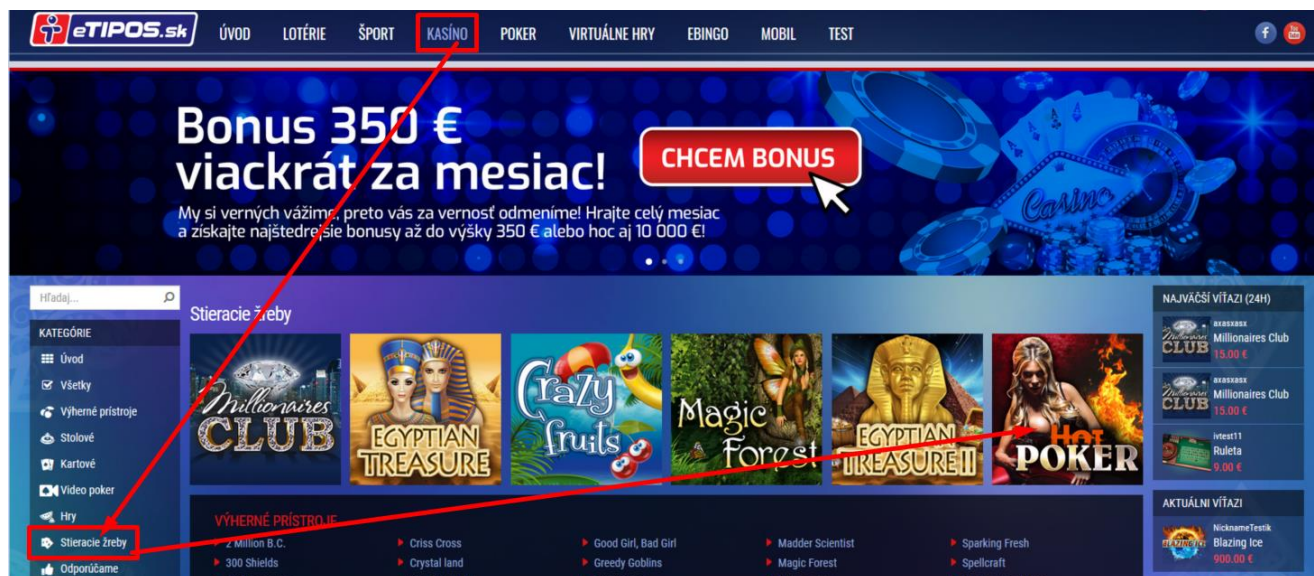 eTIPOS.sk
ÚVOD LOTÉRIE ŠPORT KASÍNO POKER VIRTUÁLNE HRY EBINGO MOBIL TEST
Bonus 350 €
viackrát za mesiac!
CHCEM BONUS
My si verných vážime, preto vás za vernosť odmeníme! Hrajte celý mesiac
a získajte najštedrejšie bonusy až do výšky 350 € alebo hoc aj 10 000 €!
Casino
Hľadaj...
KATEGÓRIE
Úvod
Všetky
Výherné prístroje
Stolové
Kartové
Video poker
Hry
Stieracie žreby
Odporúčame
Stieracie žreby
Millionaires
CLUB
EGYPTIAN
TREASURE
Crazy
fruits
Magic
Forest
EGYPTIAN
TREASURE II
Hot
POKER
VÝHERNÉ PRÍSTROJE
2 Million B.C. Criss Cross Good Girl, Bad Girl Madder Scientist Sparking Fresh
300 Shields Crystal land Greedy Goblins Magic Forest Spellcraft
NAJVÄČŠÍ VÍŤAZI (24H)
axasxasx
Millionaires Club
15.00 €
axasxasx
Millionaires Club
15.00 €
ivtest11
Ruleta
9.00 €
AKTUÁLNI VÍŤAZI
NicknameTestik
Blazing Ice
900.00 €